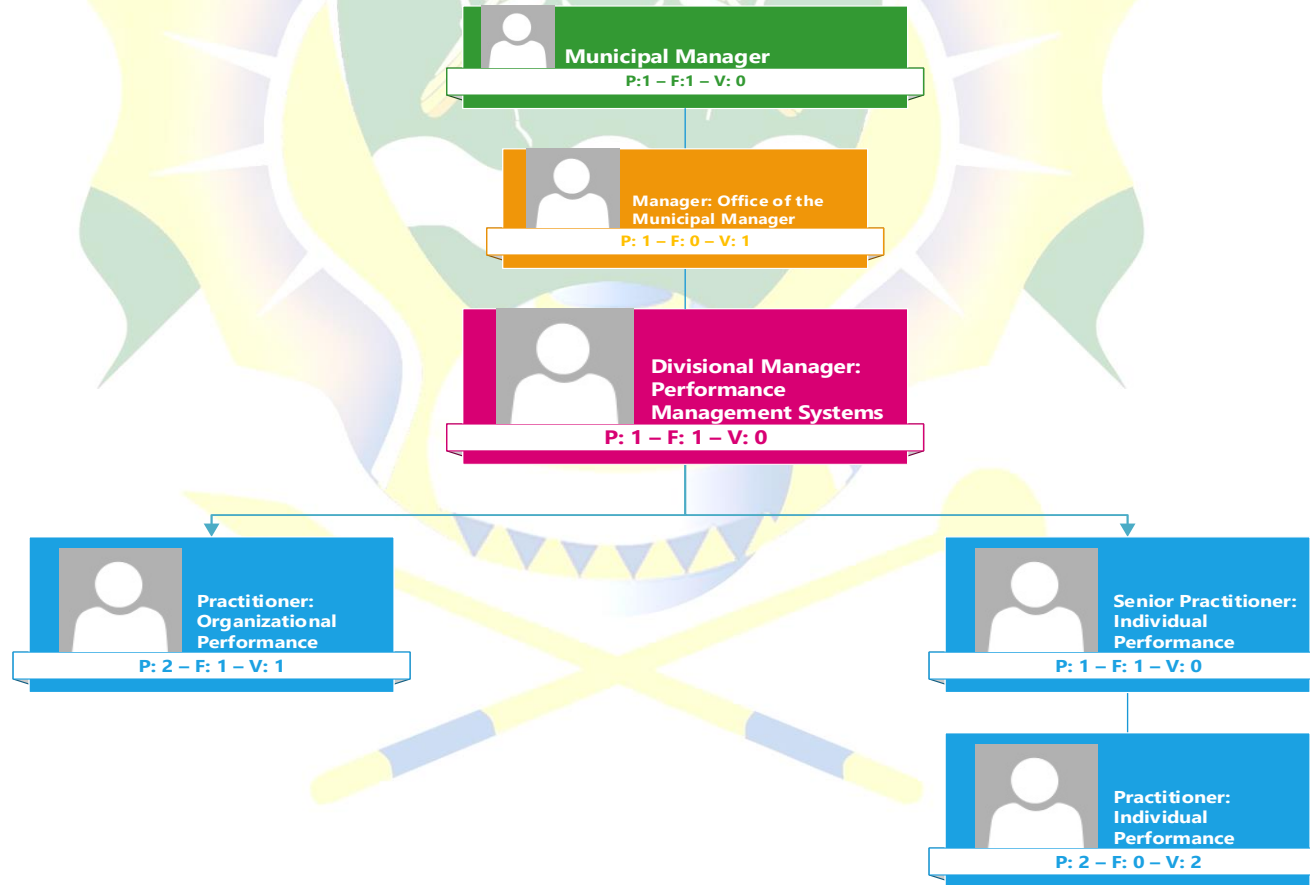 Municipal Manager
P:1 – F:1 – V: 0
Manager: Office of the
Municipal Manager
P: 1 – F: 0 – V: 1
Divisional Manager:
Performance
Management Systems
P: 1 – F: 1 – V: 0
Practitioner:
Organizational
Performance
P: 2 – F: 1 – V: 1
Senior Practitioner:
Individual
Performance
P: 1 – F: 1 – V: 0
Practitioner:
Individual
Performance
P: 2 – F: 0 – V: 2